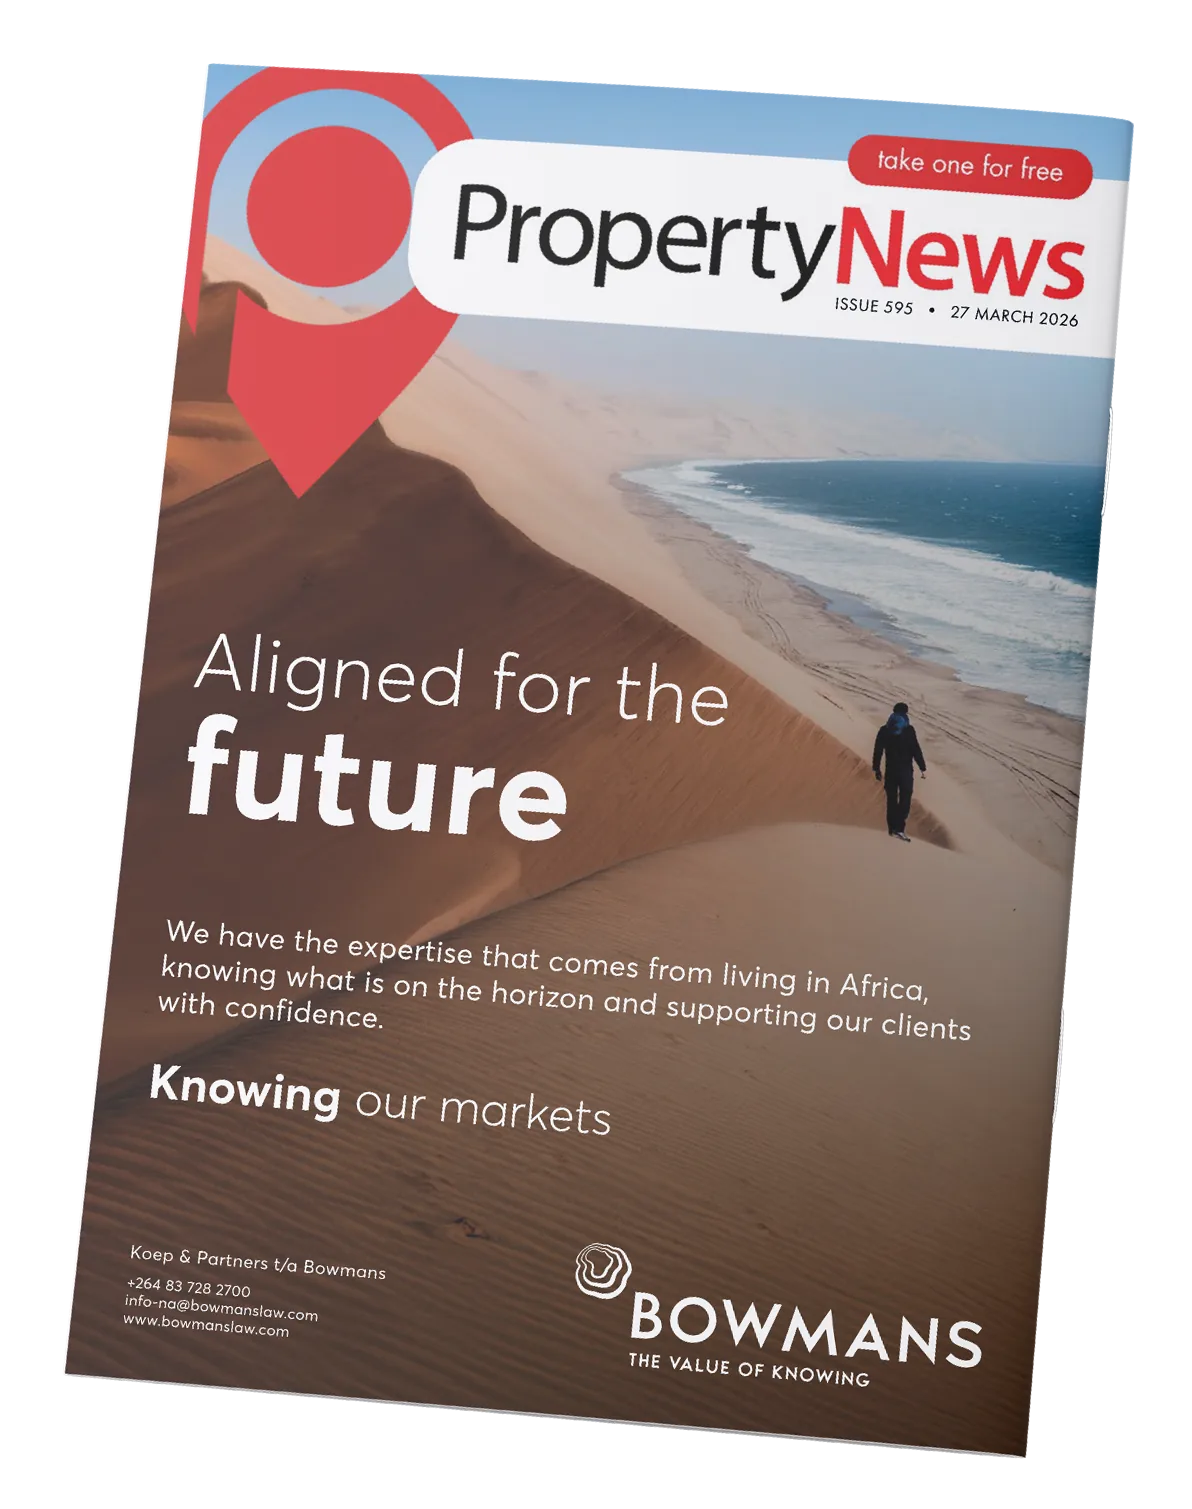 take one for free
PropertyNews
ISSUE 595 • 27 MARCH 2026
Aligned for the
future
We have the expertise that comes from living in Africa,
knowing what is on the horizon and supporting our clients
with confidence.
Knowing our markets
Koep & Partners t/a Bowmans
+264 83 728 2700
info-na@bowmanslaw.com
www.bowmanslaw.com
BOWMANS
THE VALUE OF KNOWING